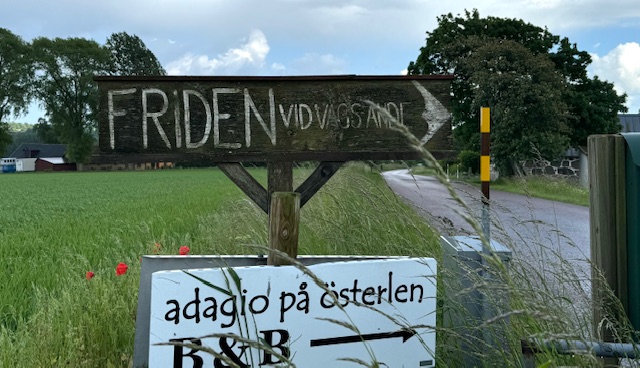 FRIDEN VID VÄGS ÄNDE
adagio på österlen
B&B